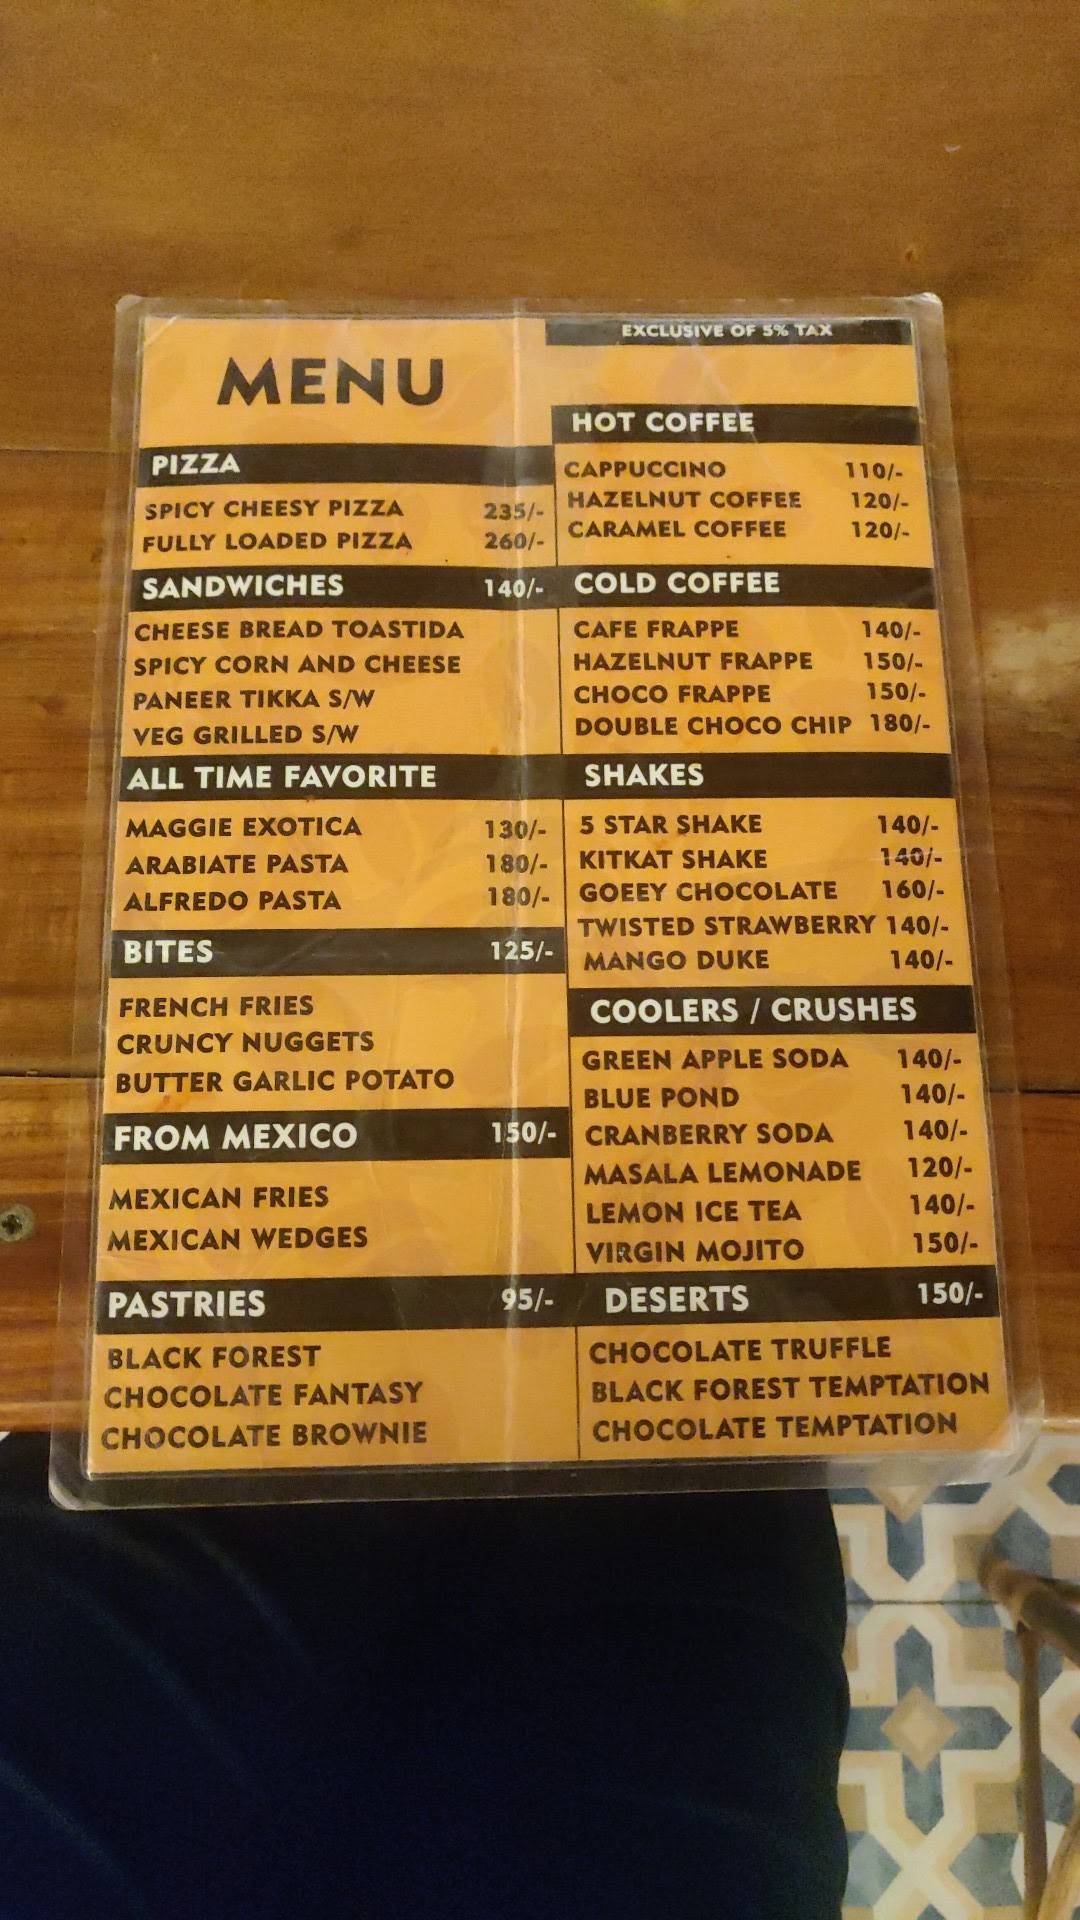 MENU
PIZZA
SPICY CHEESY PIZZA 235/-
FULLY LOADED PIZZA 260/-
SANDWICHES 140/-
CHEESE BREAD TOASTIDA
SPICY CORN AND CHEESE
PANEER TIKKA S/W
VEG GRILLED S/W
ALL TIME FAVORITE
MAGGIE EXOTICA 130/-
ARABIATE PASTA 180/-
ALFREDO PASTA 180/-
BITES 125/-
FRENCH FRIES
CRUNCY NUGGETS
BUTTER GARLIC POTATO
FROM MEXICO 150/-
MEXICAN FRIES
MEXICAN WEDGES
PASTRIES 95/-
BLACK FOREST
CHOCOLATE FANTASY
CHOCOLATE BROWNIE
EXCLUSIVE OF 5% TAX
HOT COFFEE
CAPPUCCINO 110/-
HAZELNUT COFFEE 120/-
CARAMEL COFFEE 120/-
COLD COFFEE
CAFE FRAPPE 140/-
HAZELNUT FRAPPE 150/-
CHOCO FRAPPE 150/-
DOUBLE CHOCO CHIP 180/-
SHAKES
5 STAR SHAKE 140/-
KITKAT SHAKE 140/-
GOEEY CHOCOLATE 160/-
TWISTED STRAWBERRY 140/-
MANGO DUKE 140/-
COOLERS / CRUSHES
GREEN APPLE SODA 140/-
BLUE POND 140/-
CRANBERRY SODA 140/-
MASALA LEMONADE 120/-
LEMON ICE TEA 140/-
VIRGIN MOJITO 150/-
DESERTS 150/-
CHOCOLATE TRUFFLE
BLACK FOREST TEMPTATION
CHOCOLATE TEMPTATION